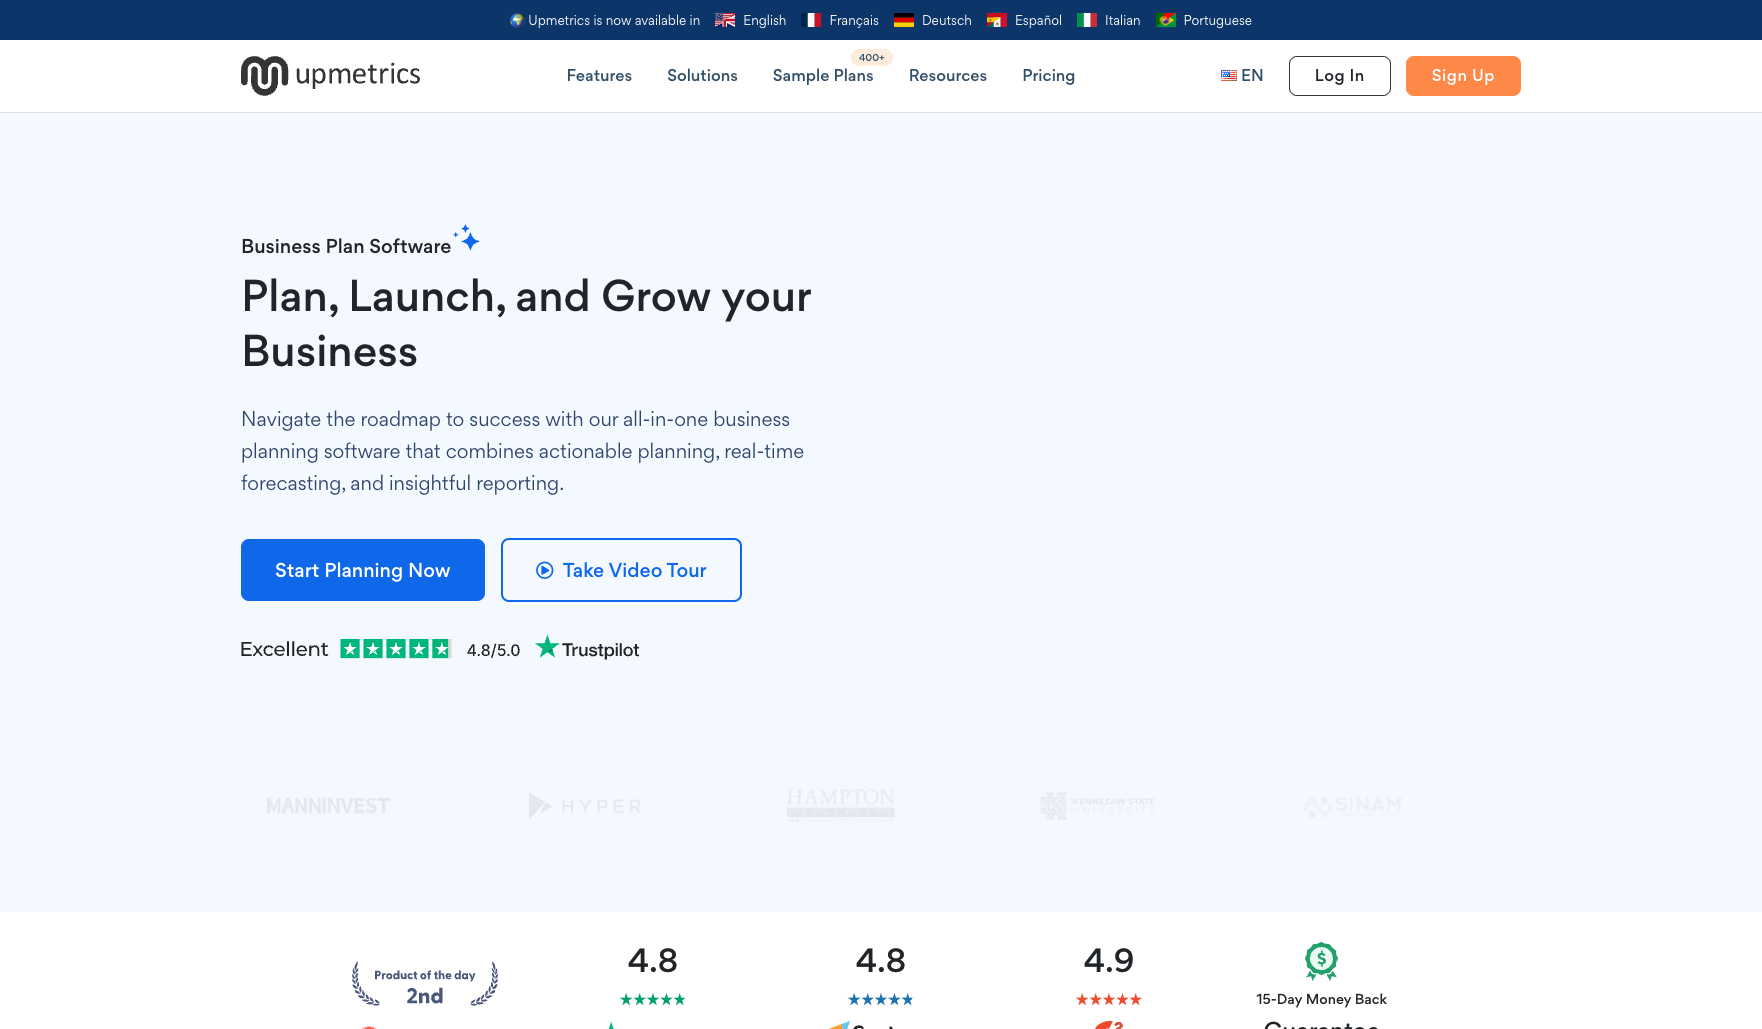 Upmetrics is now available in English Français Deutsch Español Italian Portuguese
upmetrics Features Solutions Sample Plans 400+ Resources Pricing EN Log In Sign Up
Business Plan Software
Plan, Launch, and Grow your
Business
Navigate the roadmap to success with our all-in-one business
planning software that combines actionable planning, real-time
forecasting, and insightful reporting.
Start Planning Now Take Video Tour
Excellent 4.8/5.0 Trustpilot
MANNINVEST HYPER HAMPTON KENNESAW STATE UNIVERSITY SINAM
4.8 4.8 4.9
Product of the day
2nd
15-Day Money Back
Guarantee